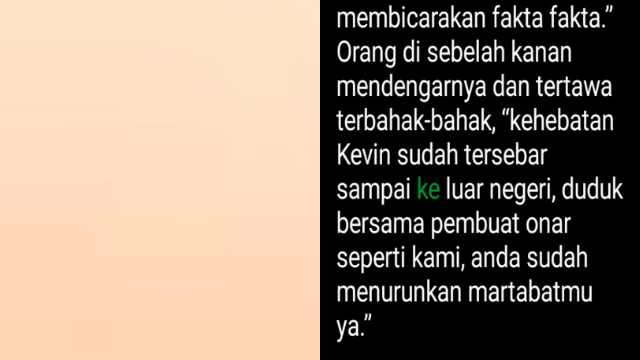 membicarakan fakta fakta.”
Orang di sebelah kanan
mendengarnya dan tertawa
terbahak-bahak, “kehebatan
Kevin sudah tersebar
sampai ke luar negeri, duduk
bersama pembuat onar
seperti kami, anda sudah
menurunkan martabatmu
ya.”